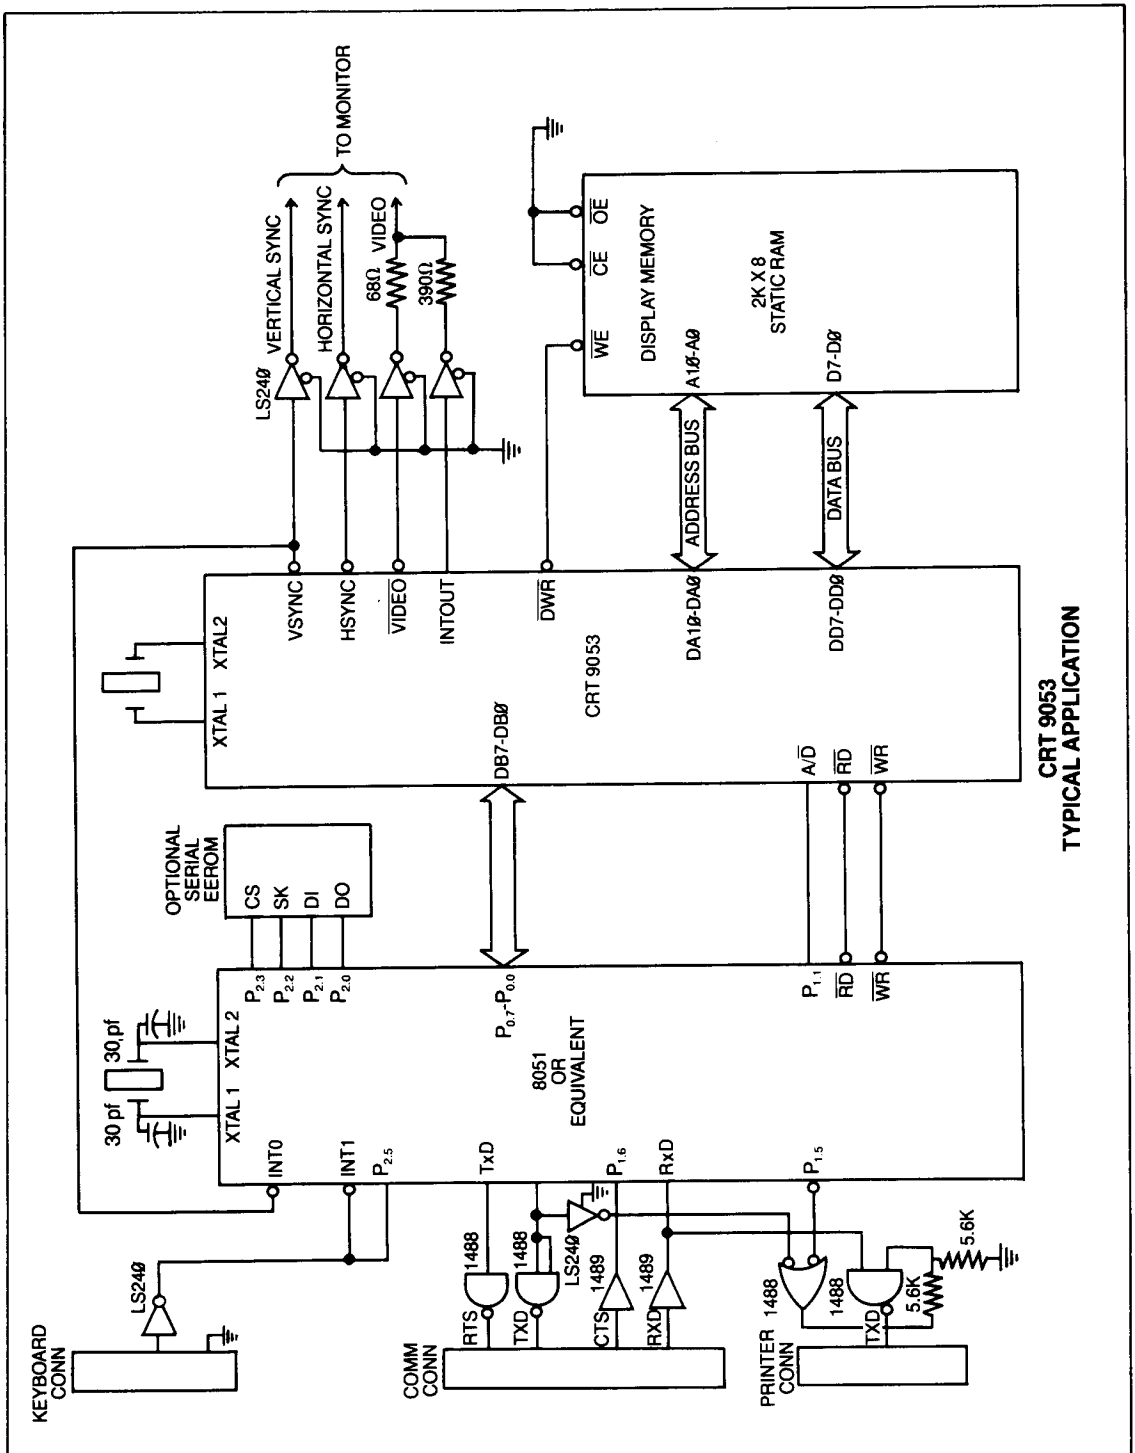 KEYBOARD
CONN
LS240
30 pf
30 pf
XTAL 1
XTAL 2
INT0
INT1
P2.5
TxD
P1.6
RxD
P1.5
8051
OR
EQUIVALENT
P2.3
P2.2
P2.1
P2.0
P0.7-P0.0
P1.1
RD
WR
OPTIONAL
SERIAL
EEROM
CS
SK
DI
DO
COMM
CONN
RTS
TXD
CTS
RXD
1488
1488
LS240
1489
1489
PRINTER
CONN
1488
1488
TXD
5.6K
5.6K
XTAL 1
XTAL2
CRT 9053
DB7-DB0
A/D
RD
WR
VSYNC
HSYNC
VIDEO
INTOUT
DWR
DA10-DA0
DD7-DD0
LS240
VERTICAL SYNC
HORIZONTAL SYNC
VIDEO
68Ω
390Ω
TO MONITOR
ADDRESS BUS
DATA BUS
WE
CE
OE
DISPLAY MEMORY
A10-A0
D7-D0
2K X 8
STATIC RAM
CRT 9053
TYPICAL APPLICATION